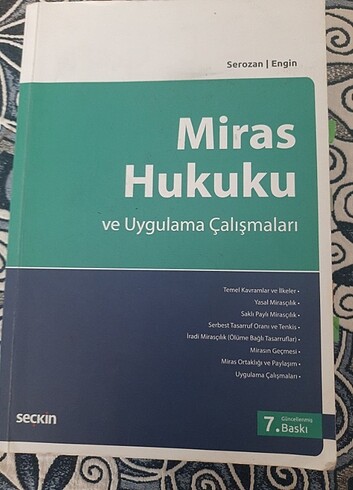 Serozan | Engin
Miras
Hukuku
ve Uygulama Çalışmaları
Temel Kavramlar ve İlkeler •
Yasal Mirasçılık •
Saklı Paylı Mirasçılık •
Serbest Tasarruf Oranı ve Tenkis •
İradi Mirasçılık (Ölüme Bağlı Tasarruflar) •
Mirasın Geçmesi •
Miras Ortaklığı ve Paylaşım •
Uygulama Çalışmaları •
Güncellenmiş
7. Baskı
seçkin